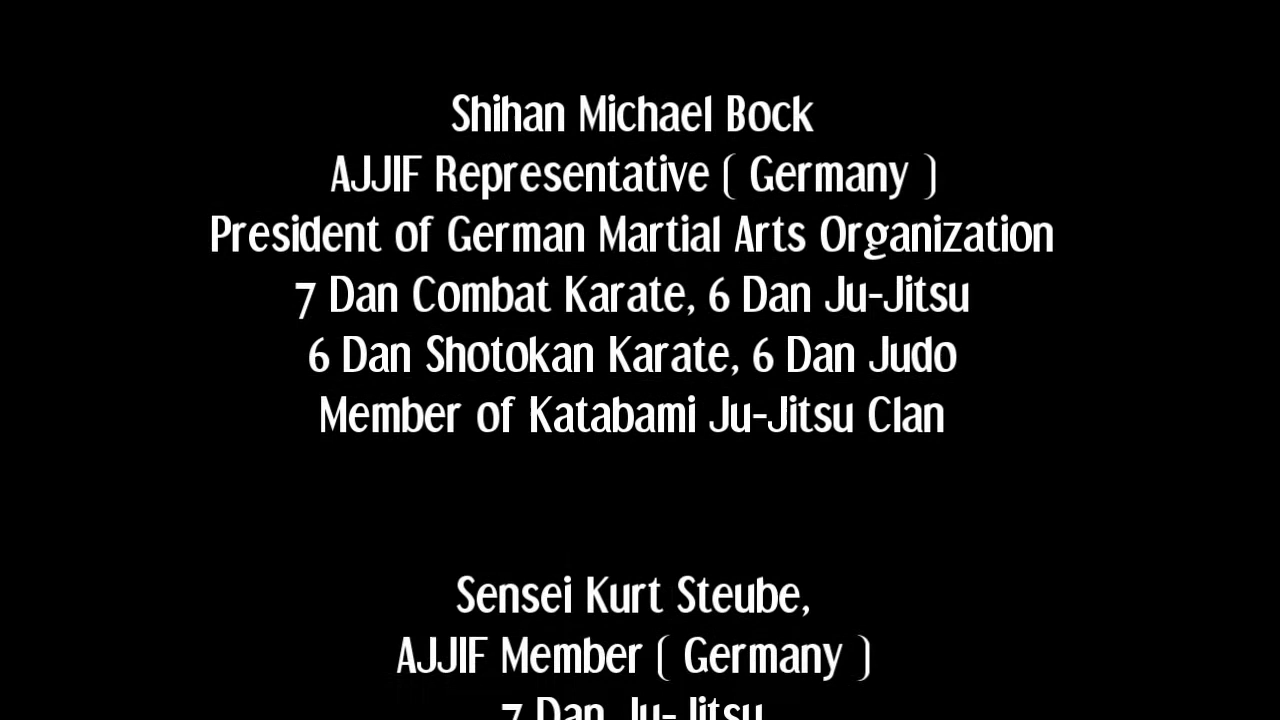 Shihan Michael Bock
AJJIF Representative ( Germany )
President of German Martial Arts Organization
7 Dan Combat Karate, 6 Dan Ju-Jitsu
6 Dan Shotokan Karate, 6 Dan Judo
Member of Katabami Ju-Jitsu Clan
Sensei Kurt Steube,
AJJIF Member ( Germany )
7 Dan Ju-Jitsu